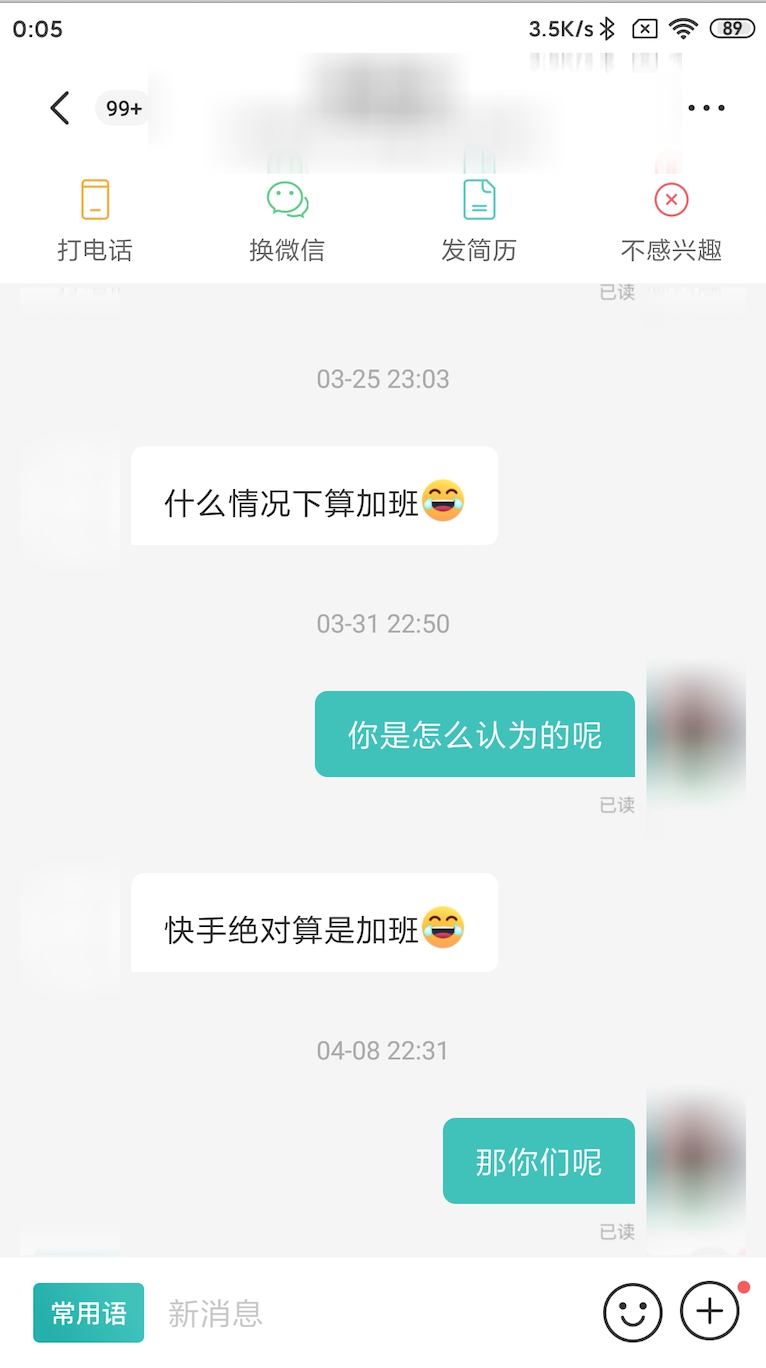 0:05 3.5K/s 89
99+
打电话 换微信 发简历 不感兴趣
已读
03-25 23:03
什么情况下算加班😂
03-31 22:50
你是怎么认为的呢
已读
快手绝对算是加班😂
04-08 22:31
那你们呢
已读
常用语 新消息